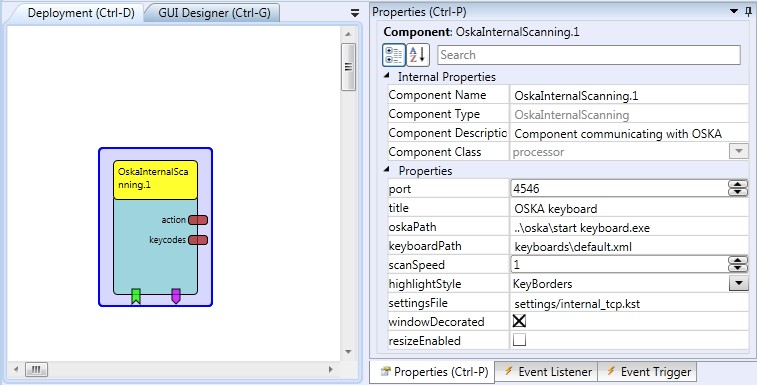 Deployment (Ctrl-D)
GUI Designer (Ctrl-G)
OskaInternalSca
nning.1
action
keycodes
Properties (Ctrl-P)
Component: OskaInternalScanning.1
A
Z
Search
Internal Properties
Component Name OskaInternalScanning.1
Component Type OskaInternalScanning
Component Descriptio Component communicating with OSKA
Component Class processor
Properties
port 4546
title OSKA keyboard
oskaPath ..\oska\start keyboard.exe
keyboardPath keyboards\default.xml
scanSpeed 1
highlightStyle KeyBorders
settingsFile settings/internal_tcp.kst
windowDecorated
resizeEnabled
Properties (Ctrl-P)
Event Listener
Event Trigger